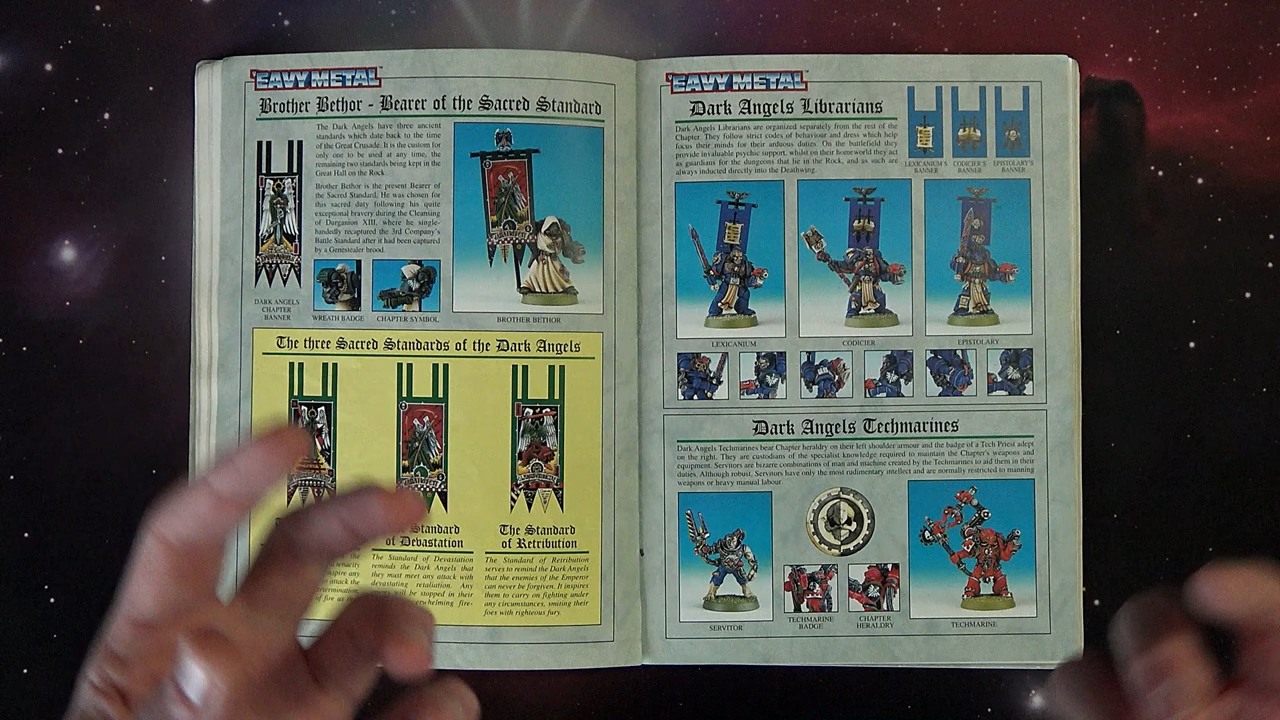 'EAVY METAL™
Brother Bethor - Bearer of the Sacred Standard
The Dark Angels have three ancient
standards which date back to the time
of the Great Crusade. It is the custom for
only one to be used at any time, the
remaining two standards being kept in the
Great Hall on the Rock.
Brother Bethor is the present Bearer of
the Sacred Standard. He was chosen for
this sacred duty following his quite
exceptional bravery during the Cleansing
of Darganion XIII, where he single-
handedly recaptured the 3rd Company's
Battle Standard after it had been captured
by a Genestealer brood.
DARK ANGELS
CHAPTER
BANNER
WREATH BADGE
CHAPTER SYMBOL
BROTHER BETHOR
The three Sacred Standards of the Dark Angels
Standard
of Devastation
The Standard of Devastation
reminds the Dark Angels that
they must meet any attack with
devastating retaliation. Any
will be stopped in their
fire-
The Standard
of Retribution
The Standard of Retribution
serves to remind the Dark Angels
that the enemies of the Emperor
can never be forgiven. It inspires
them to carry on fighting under
any circumstances, smiting their
foes with righteous fury.
'EAVY METAL™
Dark Angels Librarians
Dark Angels Librarians are organized separately from the rest of the
Chapter. They follow strict codes of behaviour and dress which help
focus their minds for their arduous duties. On the battlefield they
provide invaluable psychic support, whilst on their homeworld they act
as guardians for the dungeons that lie in the Rock, and as such are
always inducted directly into the Deathwing.
LEXICANIUM'S
BANNER
CODICIER'S
BANNER
EPISTOLARY'S
BANNER
LEXICANIUM
CODICIER
EPISTOLARY
Dark Angels Techmarines
Dark Angels Techmarines bear Chapter heraldry on their left shoulder armour and the badge of a Tech Priest adept
on the right. They are custodians of the specialist knowledge required to maintain the Chapter's weapons and
equipment. Servitors are bizarre combinations of man and machine created by the Techmarines to aid them in their
duties. Although robust, Servitors have only the most rudimentary intellect and are normally restricted to manning
weapons or heavy manual labour.
SERVITOR
TECHMARINE
BADGE
CHAPTER
HERALDRY
TECHMARINE